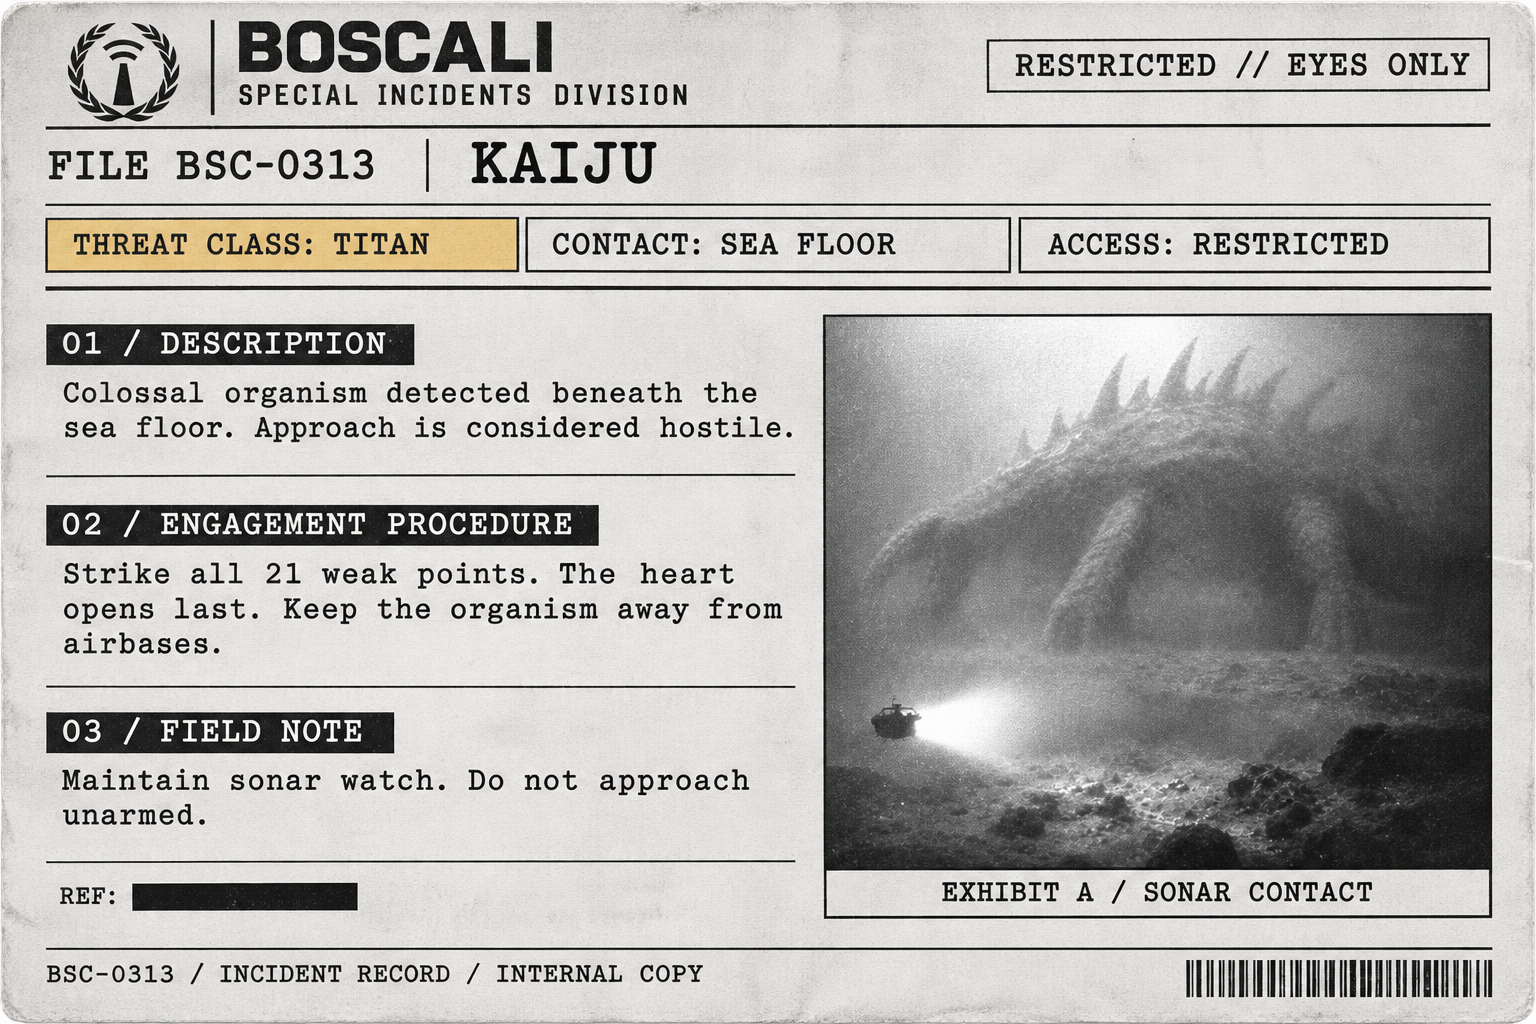 BOSCALI
SPECIAL INCIDENTS DIVISION
RESTRICTED // EYES ONLY
FILE BSC-0313
KAIJU
THREAT CLASS: TITAN
CONTACT: SEA FLOOR
ACCESS: RESTRICTED
01 / DESCRIPTION
Colossal organism detected beneath the
sea floor. Approach is considered hostile.
02 / ENGAGEMENT PROCEDURE
Strike all 21 weak points. The heart
opens last. Keep the organism away from
airbases.
03 / FIELD NOTE
Maintain sonar watch. Do not approach
unarmed.
REF:
EXHIBIT A / SONAR CONTACT
BSC-0313 / INCIDENT RECORD / INTERNAL COPY